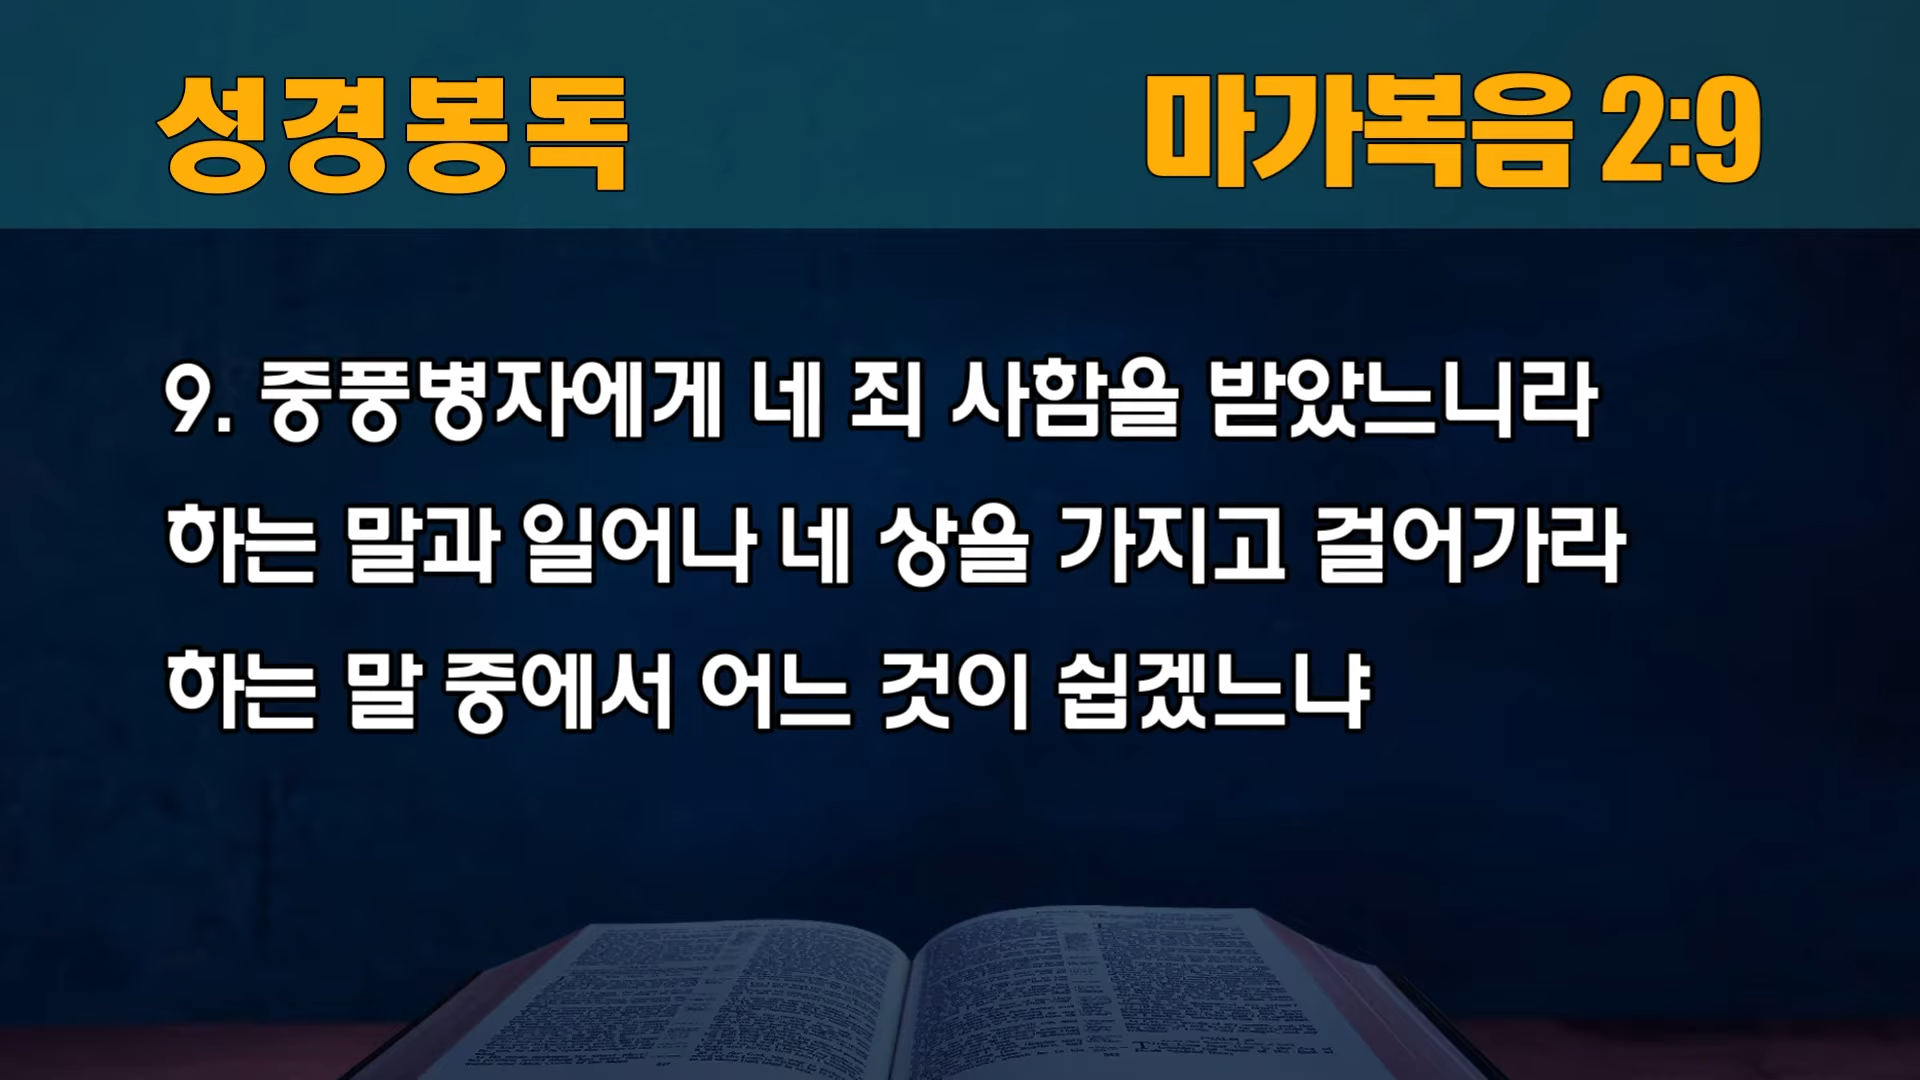 성경봉독
마가복음 2:9
9. 중풍병자에게 네 죄 사함을 받았느니라
하는 말과 일어나 네 상을 가지고 걸어가라
하는 말 중에서 어느 것이 쉽겠느냐